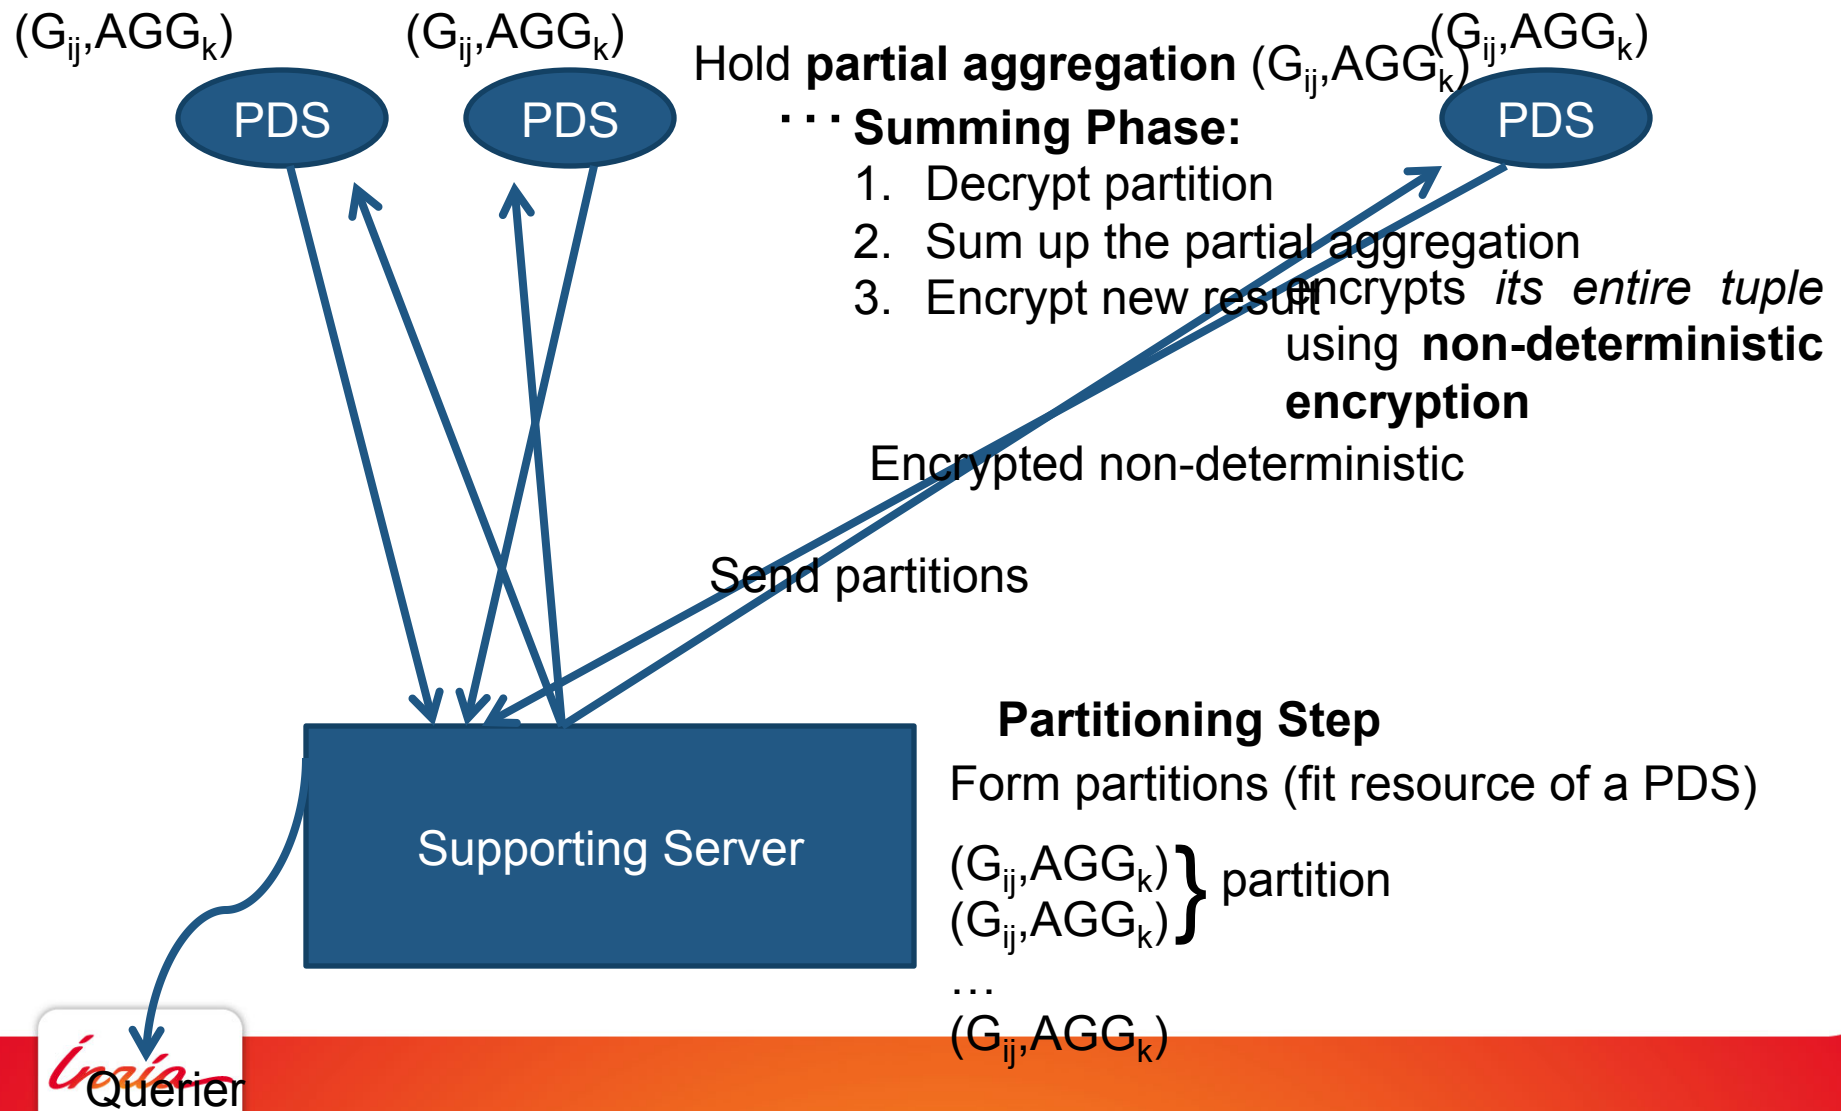 (Gij,AGGk)
(Gij,AGGk)
(Gij,AGGk)
Hold partial aggregation (Gij,AGGk)
PDS
PDS
...
PDS
Summing Phase:
1. Decrypt partition
2. Sum up the partial aggregation
3. Encrypt new result
encrypts its entire tuple
using non-deterministic
encryption
Encrypted non-deterministic
Send partitions
Partitioning Step
Form partitions (fit resource of a PDS)
Supporting Server
(Gij,AGGk)
(Gij,AGGk)
} partition
...
(Gij,AGGk)
Inria
Querier